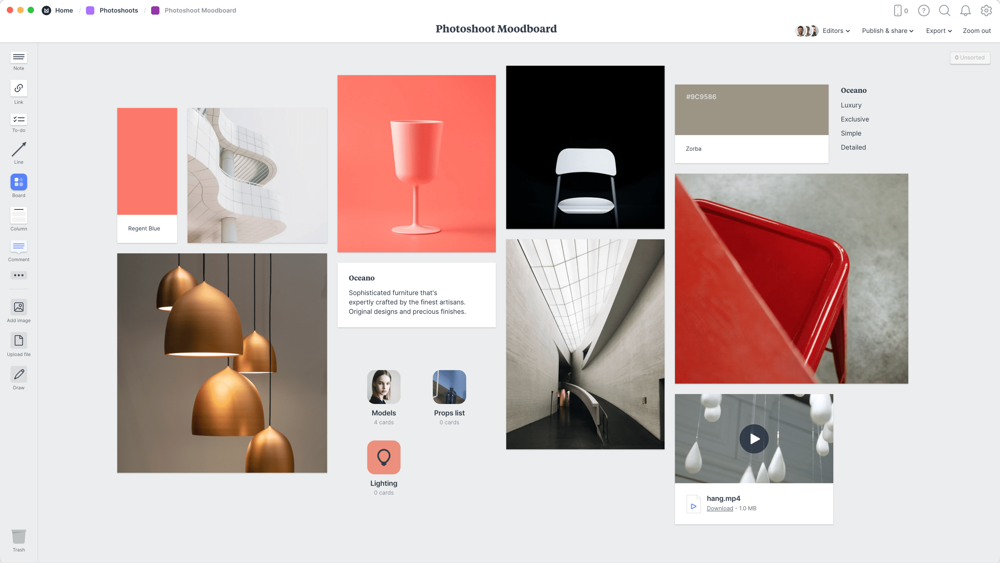 Home / Photoshoots / Photoshoot Moodboard
0
Photoshoot Moodboard
Editors
Publish & share
Export
Zoom out
0 Unsorted
Note
Link
To-do
Line
Board
Column
Comment
Add image
Upload file
Draw
Trash
Regent Blue
Oceano
Sophisticated furniture that's
expertly crafted by the finest artisans.
Original designs and precious finishes.
Models
4 cards
Props list
0 cards
Lighting
0 cards
#9C9586
Zorba
Oceano
Luxury
Exclusive
Simple
Detailed
hang.mp4
Download - 1.0 MB